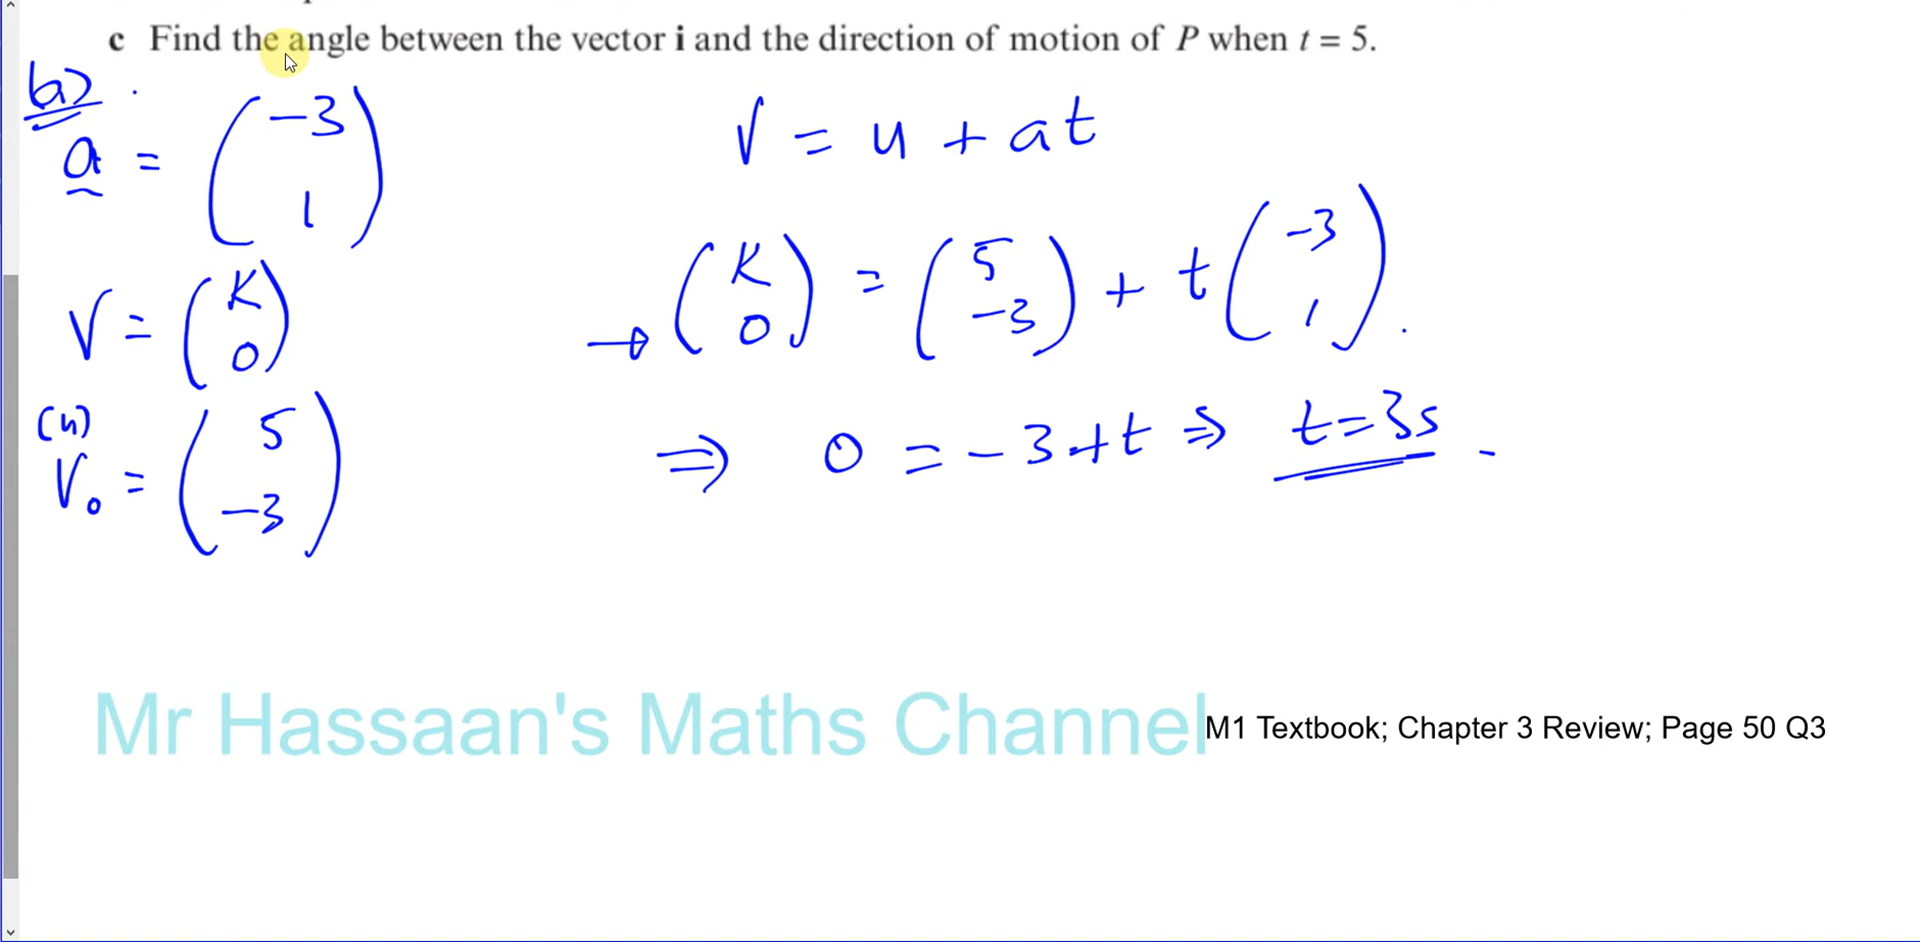 c Find the angle between the vector i and the direction of motion of P when t = 5.
b)
a = (-3 1)
V = (K 0)
(u)
V₀ = (5 -3)
V = u + at
→ (K 0) = (5 -3) + t (-3 1).
⇒ 0 = -3+t ⇒ t=3s
Mr Hassaan's Maths Channel
M1 Textbook; Chapter 3 Review; Page 50 Q3